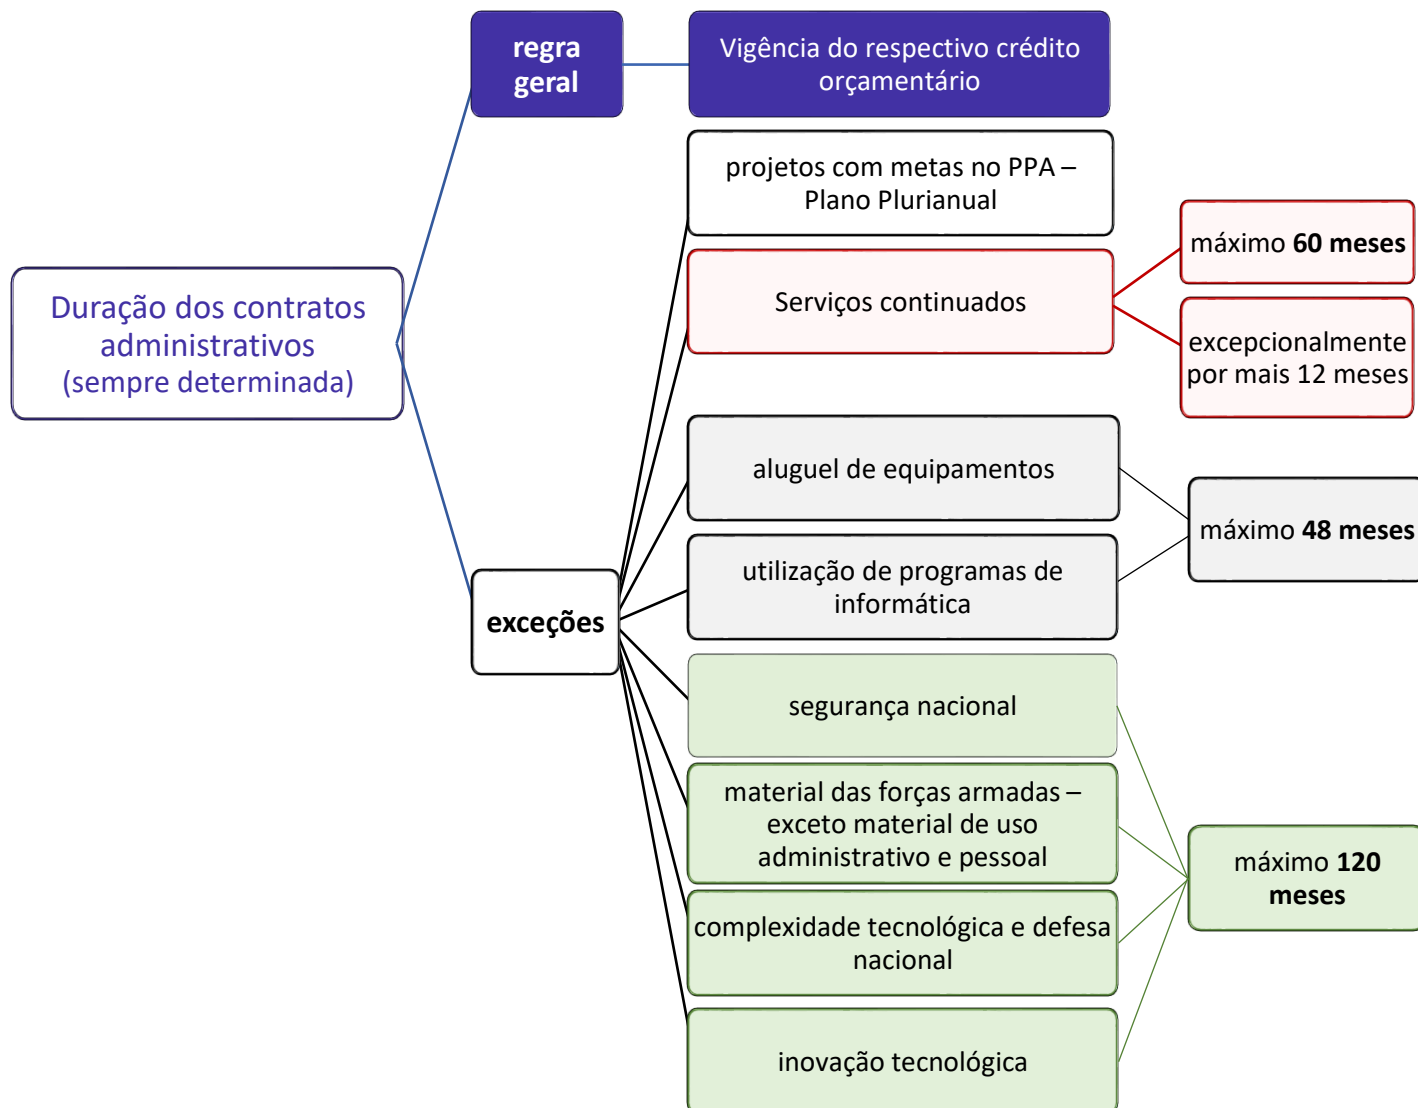 regra
geral
Vigência do respectivo crédito
orçamentário
projetos com metas no PPA –
Plano Plurianual
máximo 60 meses
Duração dos contratos
administrativos
(sempre determinada)
Serviços continuados
excepcionalmente
por mais 12 meses
aluguel de equipamentos
máximo 48 meses
utilização de programas de
informática
exceções
segurança nacional
material das forças armadas –
exceto material de uso
administrativo e pessoal
máximo 120
meses
complexidade tecnológica e defesa
nacional
inovação tecnológica